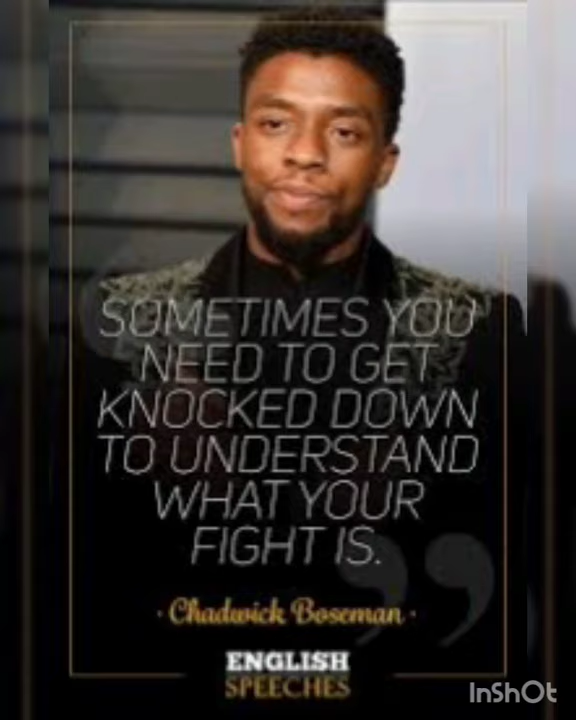 SOMETIMES YOU
NEED TO GET
KNOCKED DOWN
TO UNDERSTAND
WHAT YOUR
FIGHT IS.
· Chadwick Boseman ·
ENGLISH
SPEECHES
InShOt